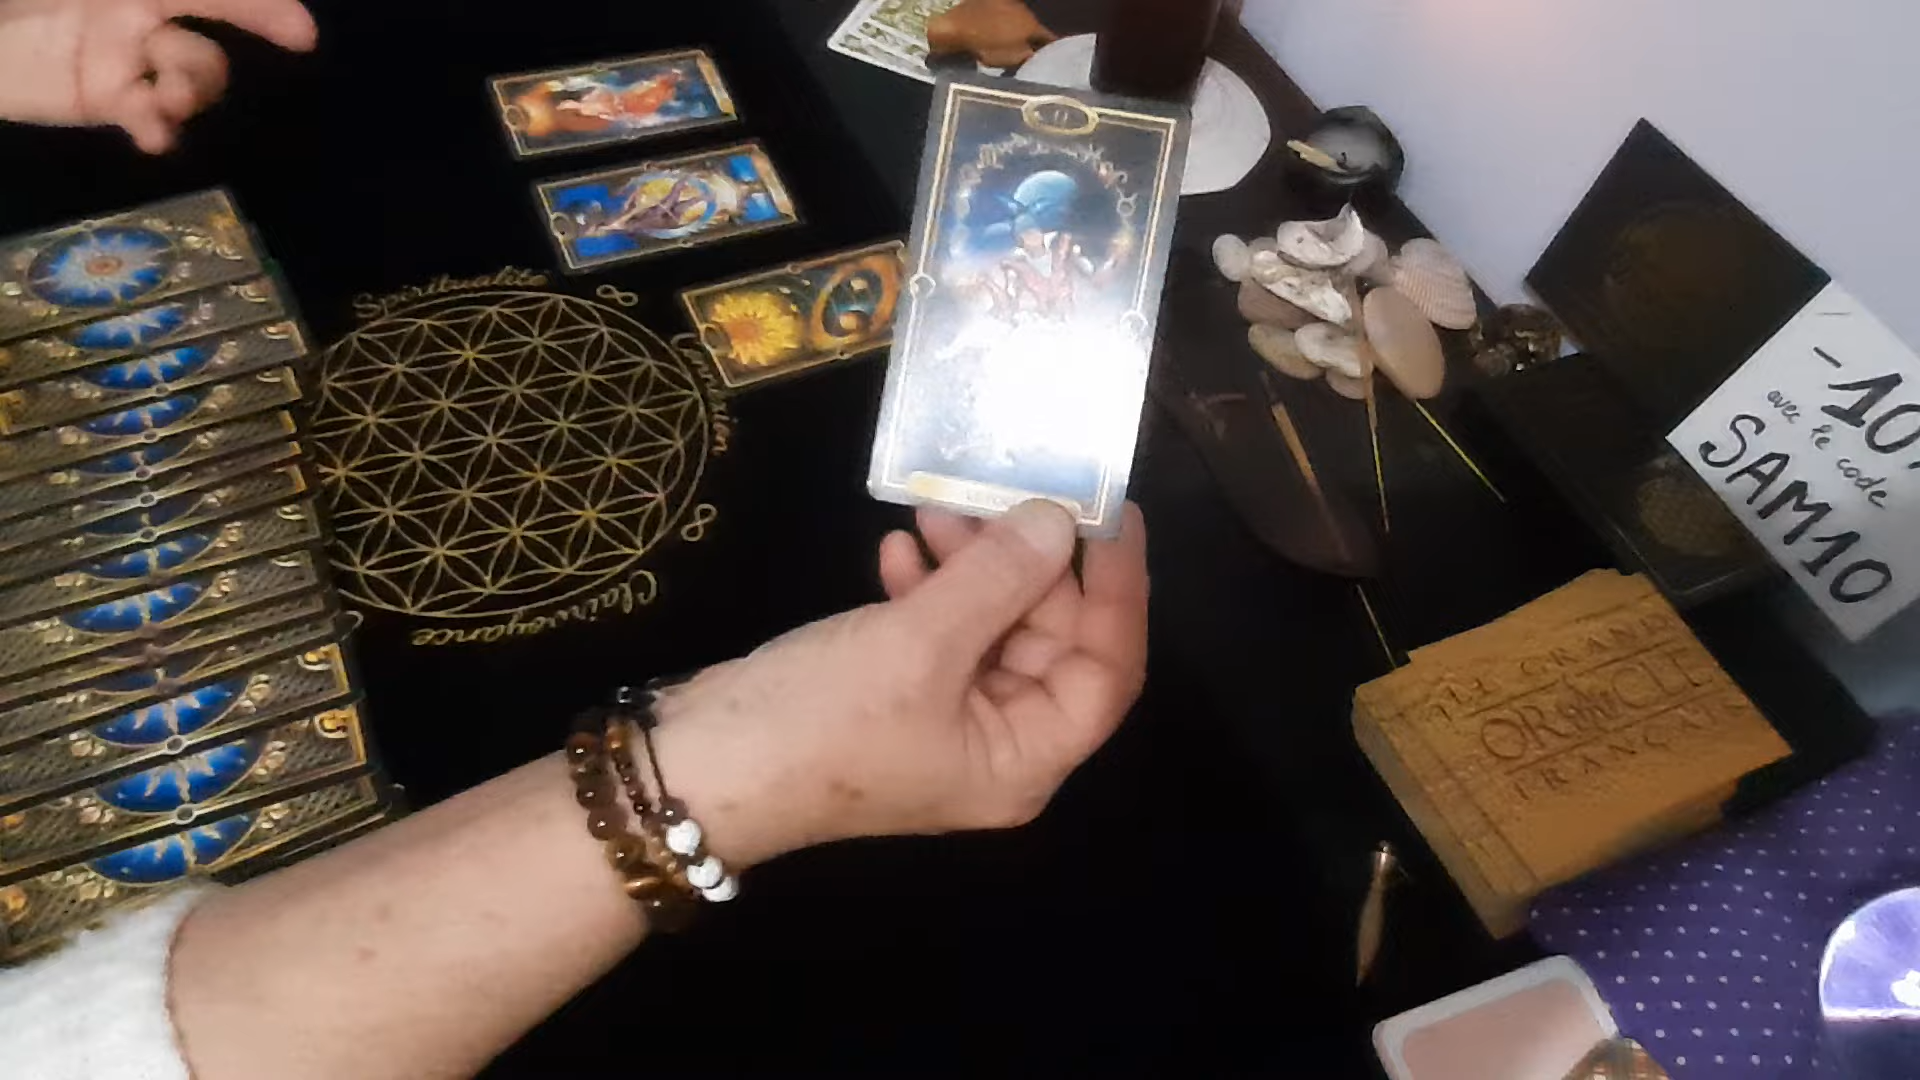 Spiritualité
Clairvoyance
- 10
avec le code
SAM10
LE GRAND
ORACLE
FRANÇAIS